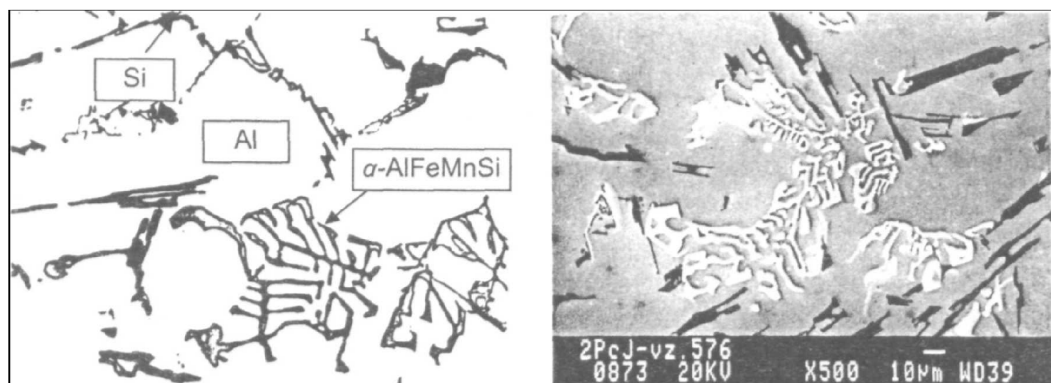 Si
Al
α-AlFeMnSi
2PcJ-vz.576
0873 20KV X500 10µm WD39